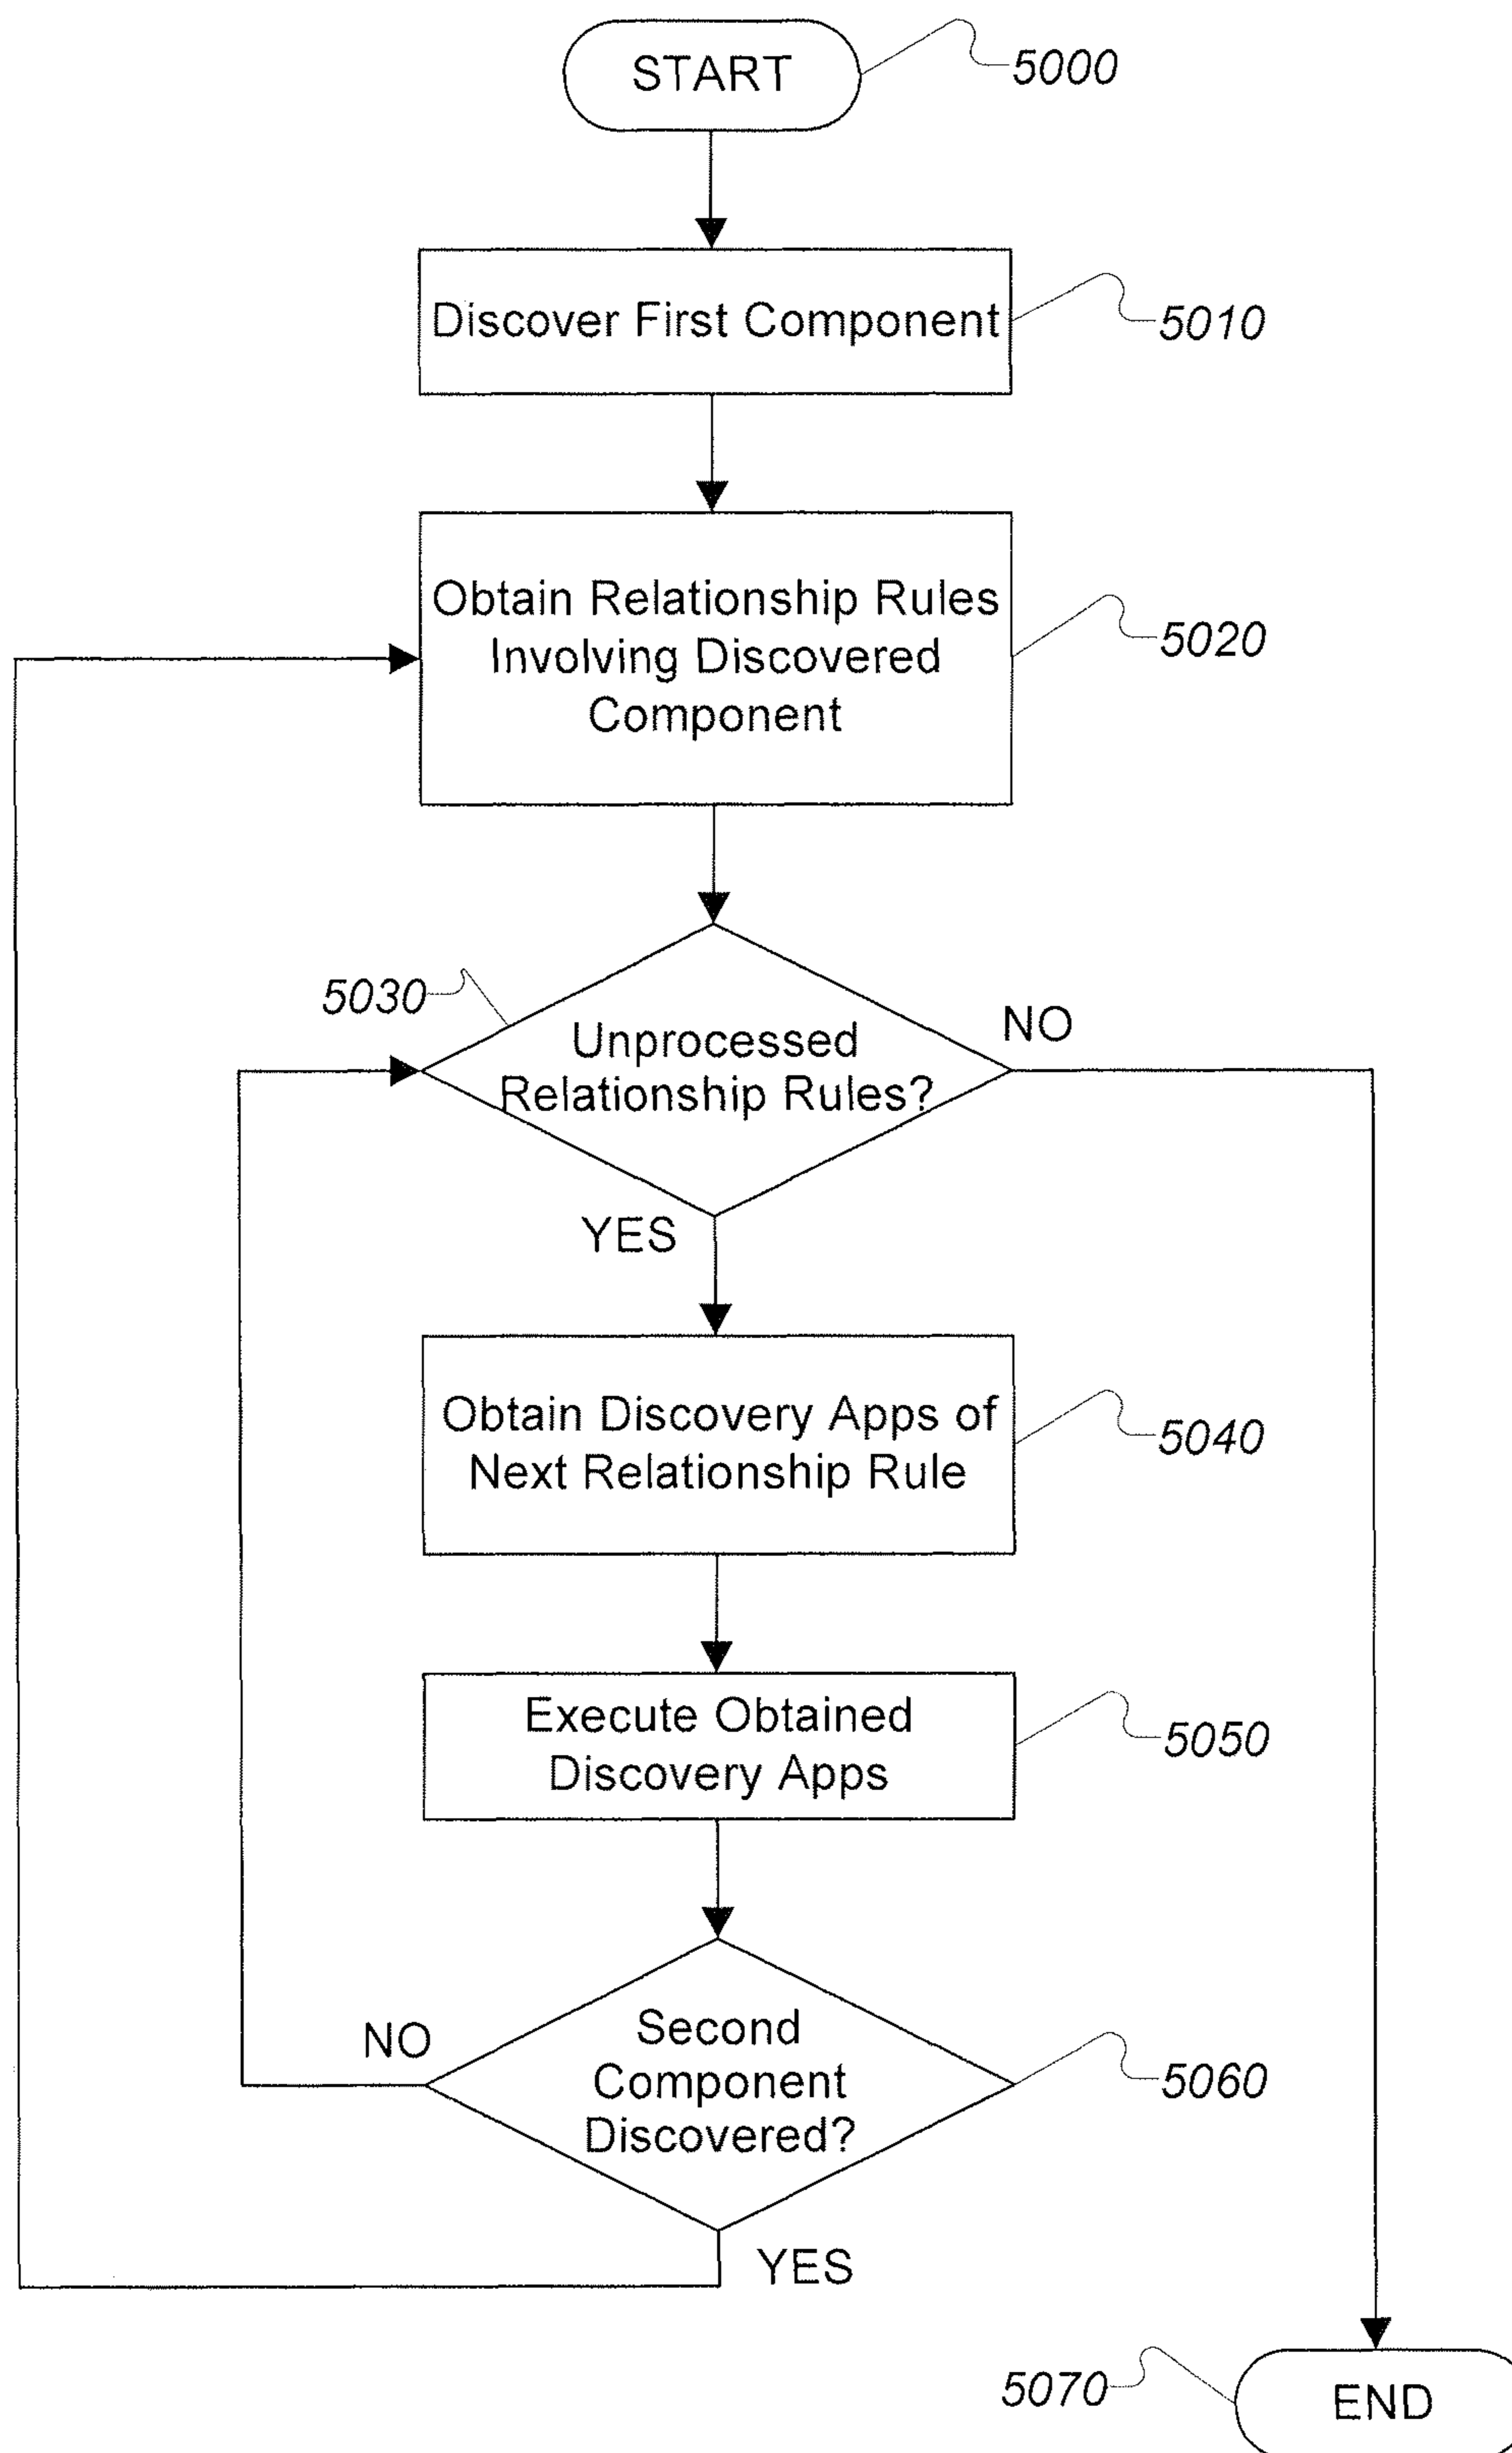 START
5000
Discover First Component
5010
Obtain Relationship Rules
Involving Discovered
Component
5020
5030
Unprocessed
Relationship Rules?
NO
YES
Obtain Discovery Apps of
Next Relationship Rule
5040
Execute Obtained
Discovery Apps
5050
NO
Second
Component
Discovered?
5060
YES
5070
END